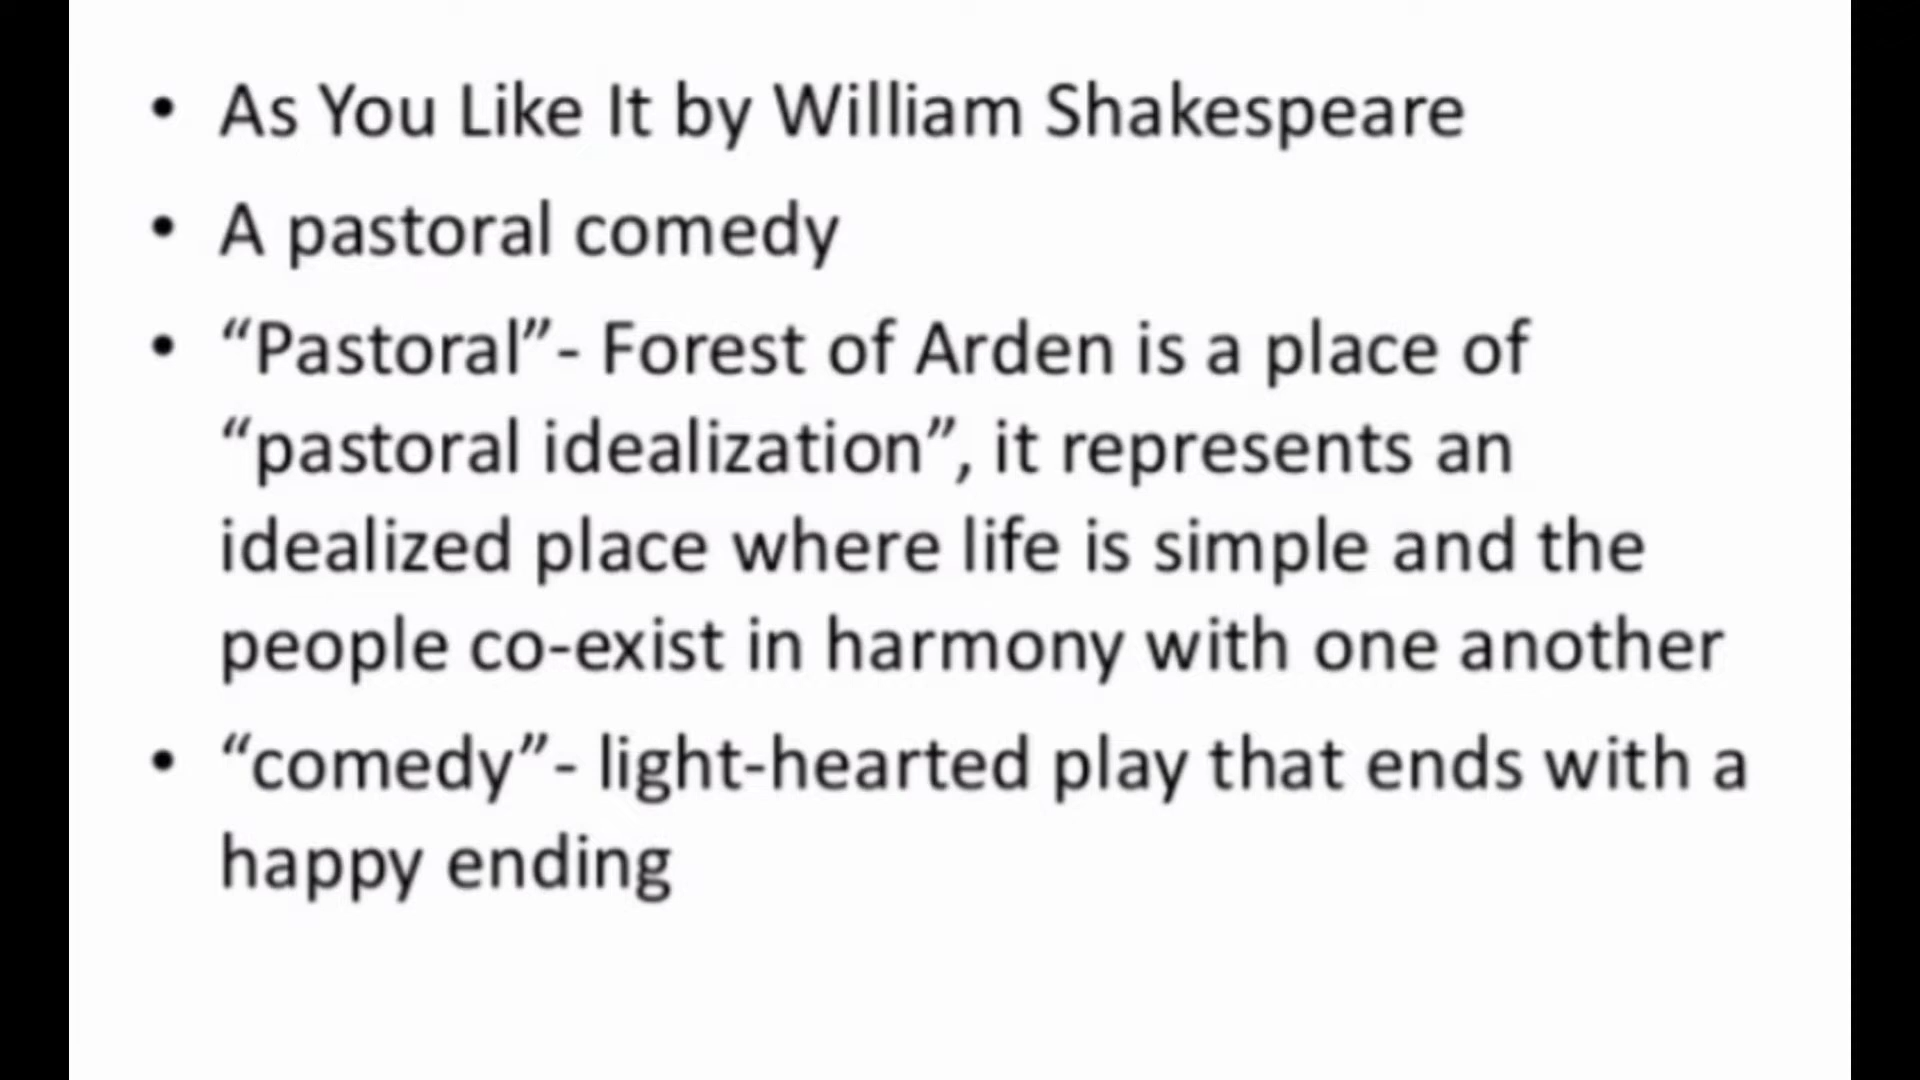 • As You Like It by William Shakespeare
• A pastoral comedy
• “Pastoral”- Forest of Arden is a place of
“pastoral idealization”, it represents an
idealized place where life is simple and the
people co-exist in harmony with one another
• “comedy”- light-hearted play that ends with a
happy ending